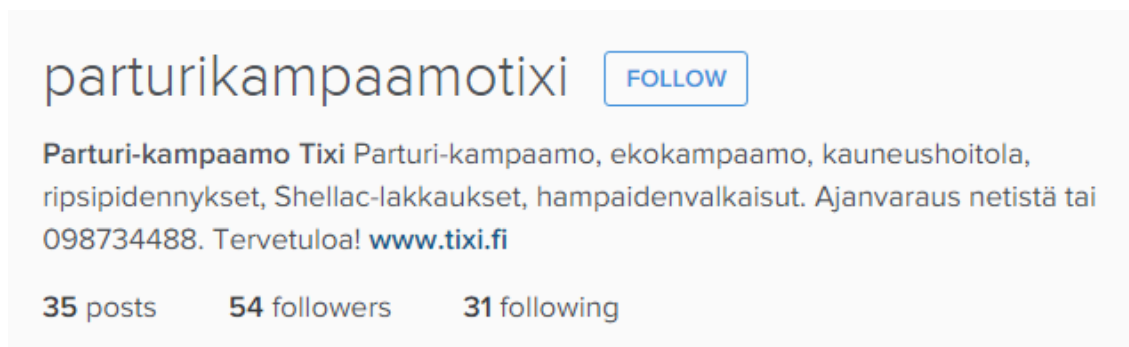 parturikampaamotixi FOLLOW
Parturi-kampaamo Tixi Parturi-kampaamo, ekokampaamo, kauneushoitola,
ripsipidennykset, Shellac-lakkaukset, hampaidenvalkaisut. Ajanvaraus netistä tai
098734488. Tervetuloa! www.tixi.fi
35 posts 54 followers 31 following